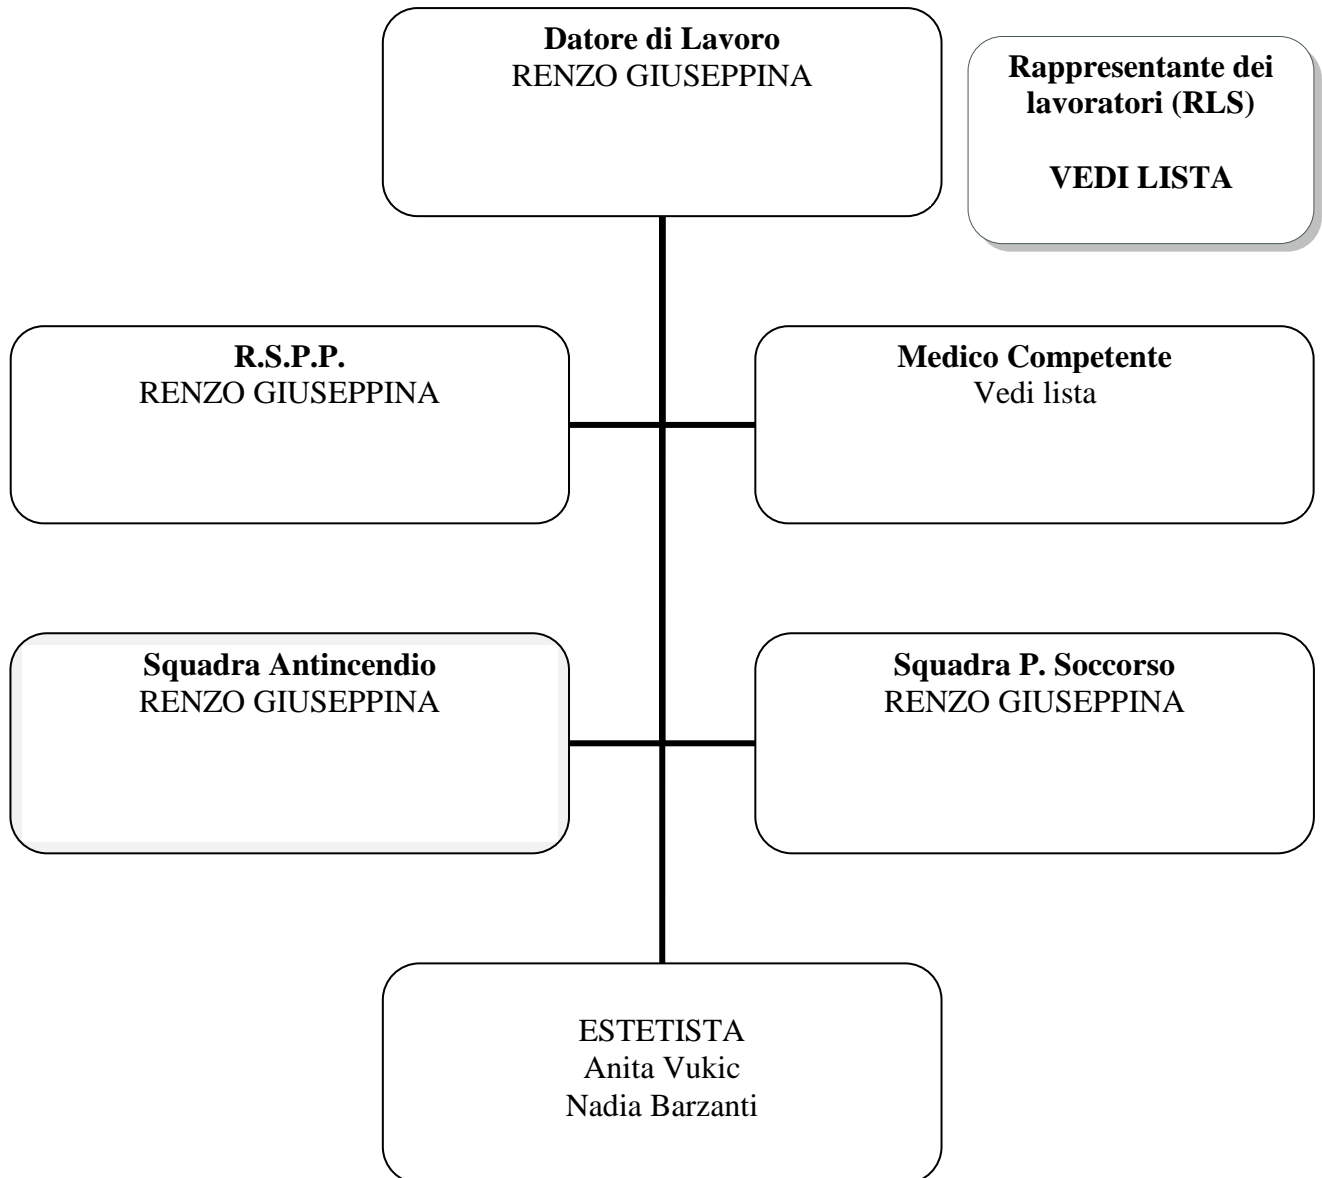 Datore di Lavoro
RENZO GIUSEPPINA
Rappresentante dei
lavoratori (RLS)
VEDI LISTA
R.S.P.P.
RENZO GIUSEPPINA
Medico Competente
Vedi lista
Squadra Antincendio
RENZO GIUSEPPINA
Squadra P. Soccorso
RENZO GIUSEPPINA
ESTETISTA
Anita Vukic
Nadia Barzanti